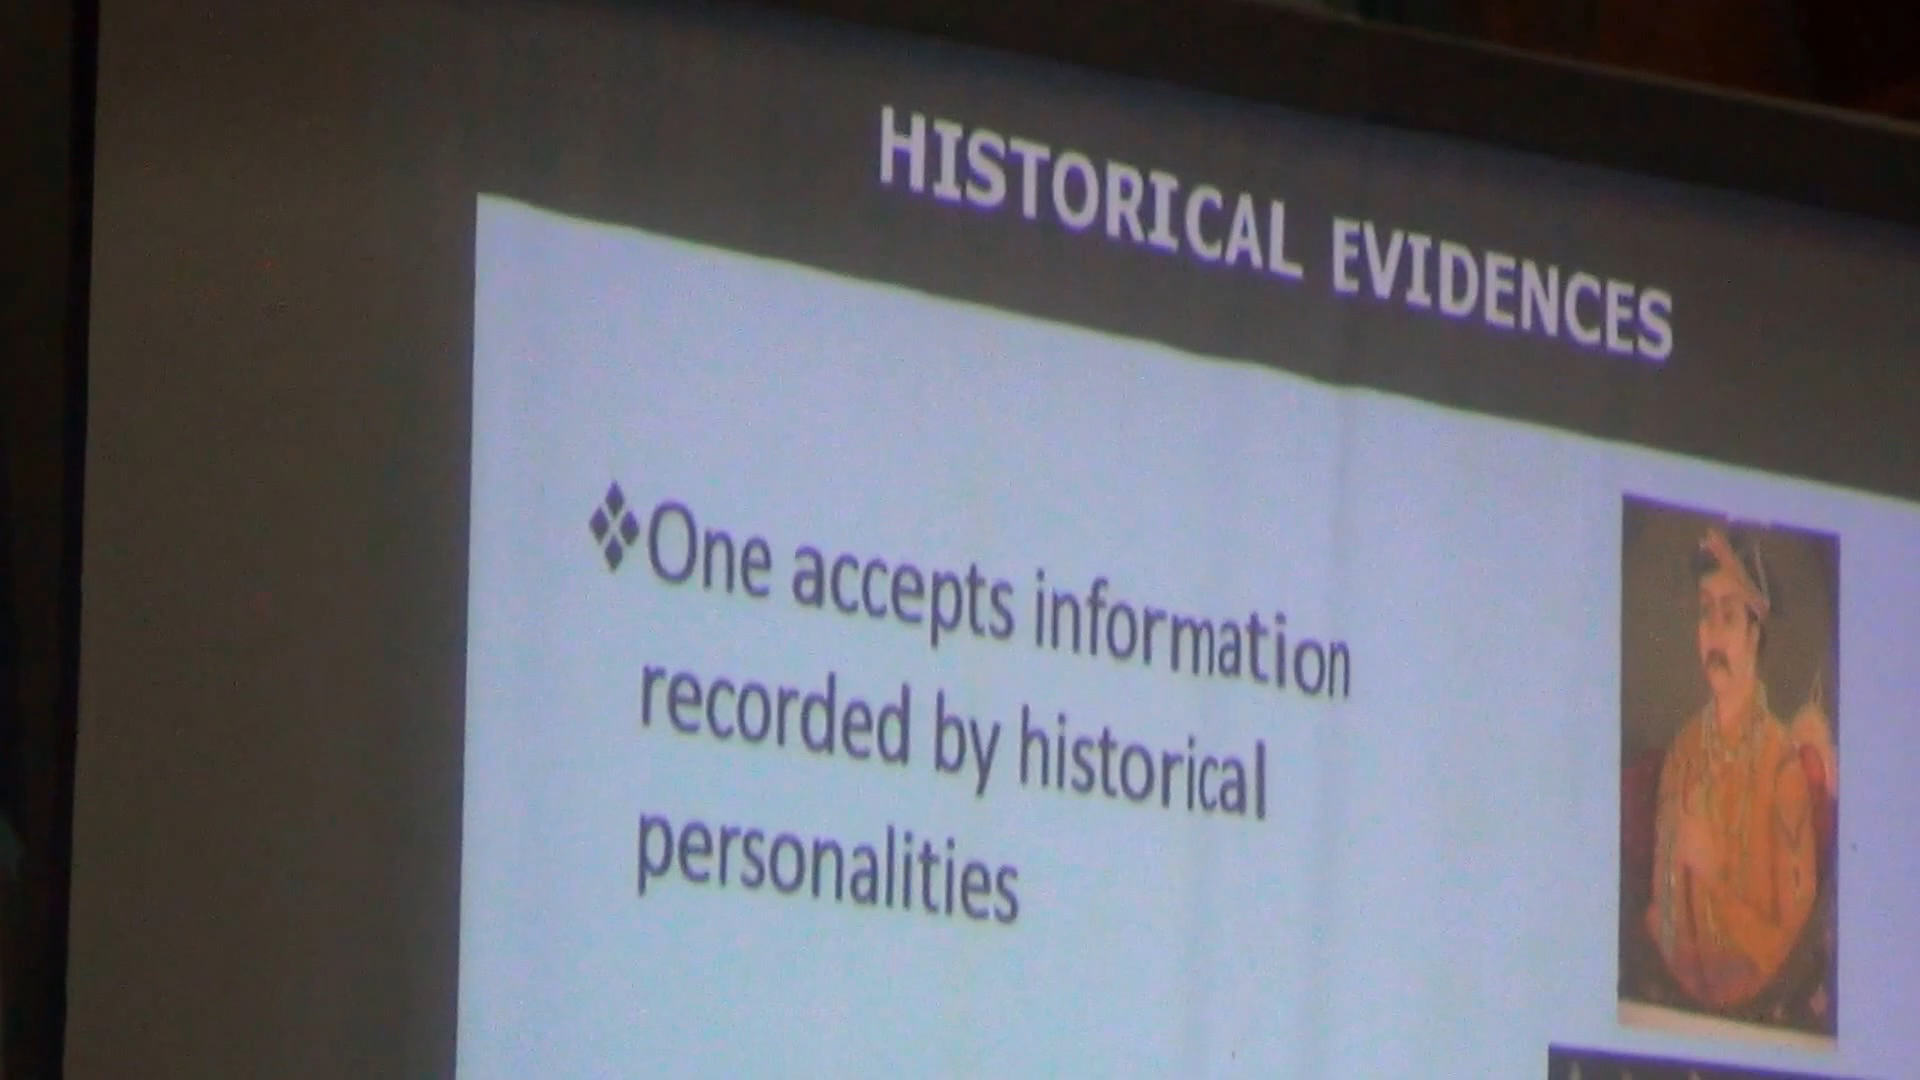 HISTORICAL EVIDENCES
❖One accepts information
recorded by historical
personalities